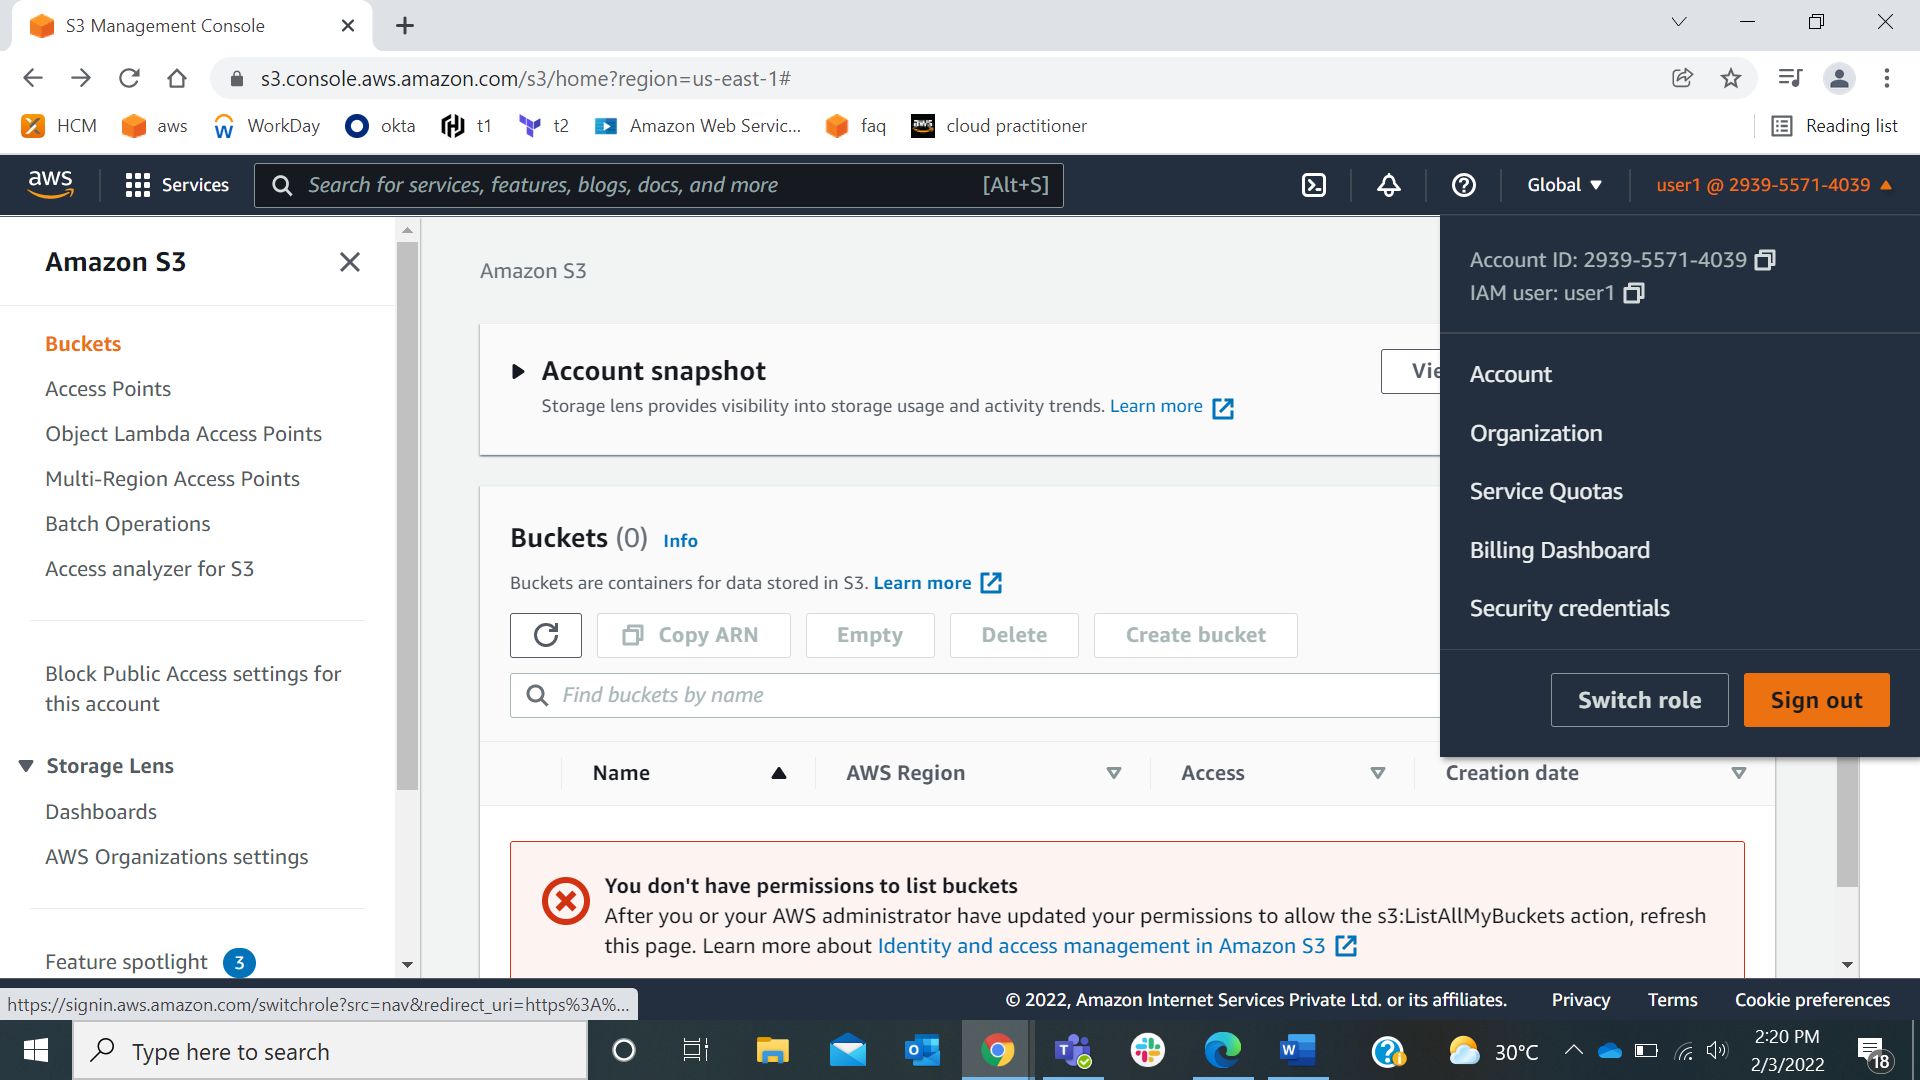 S3 Management Console
s3.console.aws.amazon.com/s3/home?region=us-east-1#
HCM aws WorkDay okta t1 t2 Amazon Web Servic... faq cloud practitioner Reading list
aws Services Search for services, features, blogs, docs, and more [Alt+S] Global user1 @ 2939-5571-4039
Amazon S3
Buckets
Access Points
Object Lambda Access Points
Multi-Region Access Points
Batch Operations
Access analyzer for S3
Block Public Access settings for
this account
Storage Lens
Dashboards
AWS Organizations settings
Feature spotlight 3
Amazon S3
Account snapshot
Storage lens provides visibility into storage usage and activity trends. Learn more
Vie
Buckets (0) Info
Buckets are containers for data stored in S3. Learn more
Copy ARN Empty Delete Create bucket
Find buckets by name
Name AWS Region Access Creation date
You don't have permissions to list buckets
After you or your AWS administrator have updated your permissions to allow the s3:ListAllMyBuckets action, refresh
this page. Learn more about Identity and access management in Amazon S3
Account ID: 2939-5571-4039
IAM user: user1
Account
Organization
Service Quotas
Billing Dashboard
Security credentials
Switch role Sign out
https://signin.aws.amazon.com/switchrole?src=nav&redirect_uri=https%3A%...
© 2022, Amazon Internet Services Private Ltd. or its affiliates. Privacy Terms Cookie preferences
Type here to search
30°C
2:20 PM
2/3/2022
18